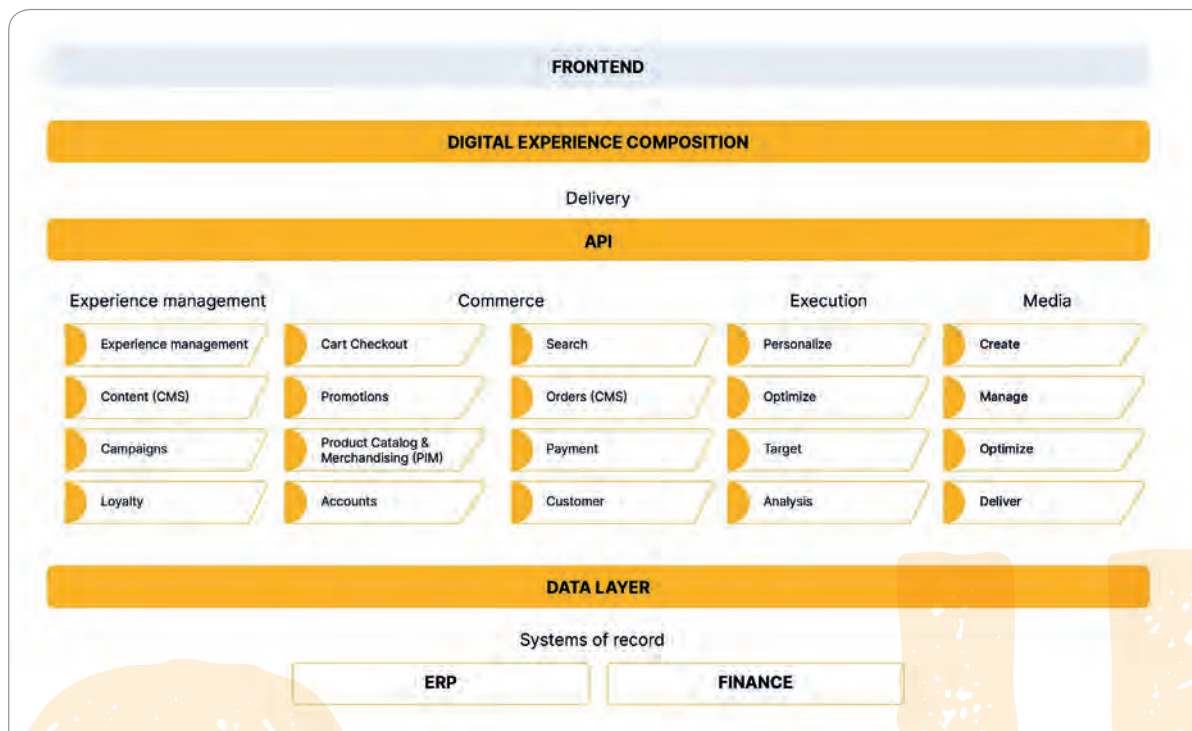 FRONTEND
DIGITAL EXPERIENCE COMPOSITION
Delivery
API
Experience management
Commerce
Execution
Media
Experience management
Cart Checkout
Search
Personalize
Create
Content (CMS)
Promotions
Orders (CMS)
Optimize
Manage
Campaigns
Product Catalog &
Merchandising (PIM)
Payment
Target
Optimize
Loyalty
Accounts
Customer
Analysis
Deliver
DATA LAYER
Systems of record
ERP
FINANCE